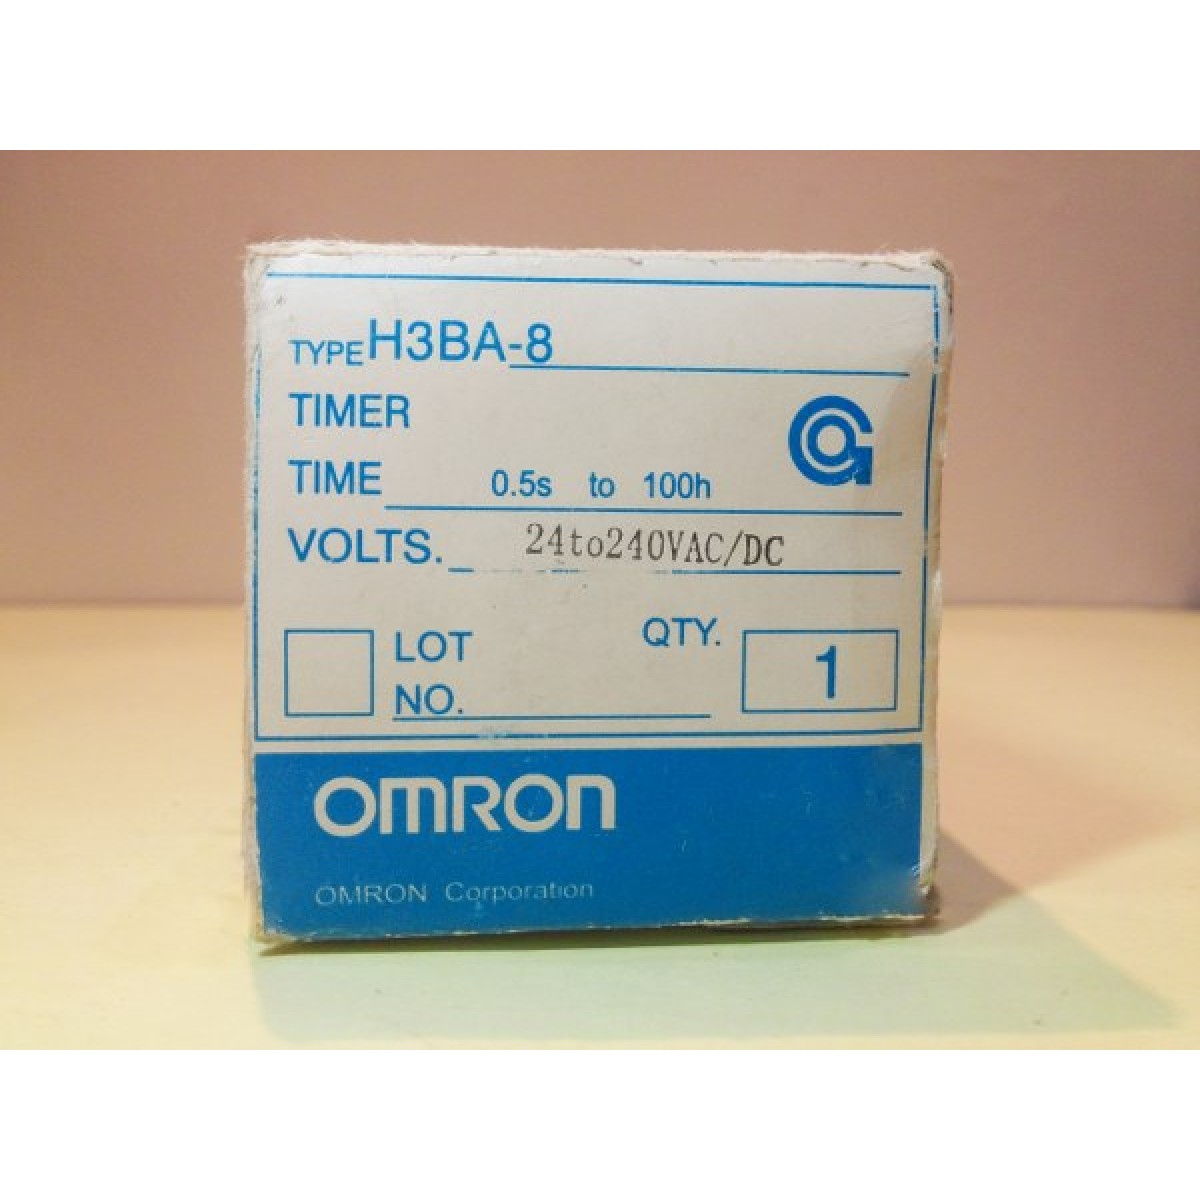 TYPE H3BA-8
TIMER
TIME 0.5s to 100h
VOLTS. 24to240VAC/DC
LOT NO. QTY. 1
OMRON
OMRON Corporation